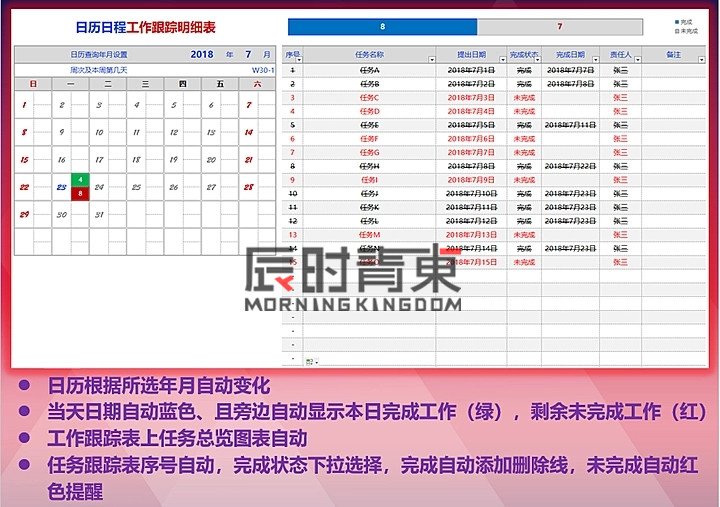 日历日程工作跟踪明细表
8 7
完成
未完成
日历查询年月设置 2018 年 7 月
周次及本周第几天 W30-1
日 一 二 三 四 五 六
1 2 3 4 5 6 7
8 9 10 11 12 13 14
15 16 17 18 19 20 21
22 23 4 8 24 25 26 27 28
29 30 31
序号 任务名称 提出日期 完成状态 完成日期 责任人 备注
1 任务A 2018年7月1日 完成 2018年7月7日 张三
2 任务B 2018年7月2日 完成 2018年7月8日 张三
3 任务C 2018年7月3日 未完成 张三
4 任务D 2018年7月4日 未完成 张三
5 任务E 2018年7月5日 完成 2018年7月11日 张三
6 任务F 2018年7月6日 未完成 张三
7 任务G 2018年7月7日 未完成 张三
8 任务H 2018年7月8日 完成 2018年7月22日 张三
9 任务I 2018年7月9日 未完成 张三
10 任务J 2018年7月10日 完成 2018年7月23日 张三
11 任务K 2018年7月11日 完成 2018年7月23日 张三
12 任务L 2018年7月12日 完成 2018年7月23日 张三
13 任务M 2018年7月13日 未完成 张三
14 任务N 2018年7月14日 完成 2018年7月23日 张三
15 2018年7月15日 未完成 张三
辰时青東
MORNINGKINGDOM
● 日历根据所选年月自动变化
● 当天日期自动蓝色、且旁边自动显示本日完成工作（绿），剩余未完成工作（红）
● 工作跟踪表上任务总览图表自动
● 任务跟踪表序号自动，完成状态下拉选择，完成自动添加删除线，未完成自动红
色提醒